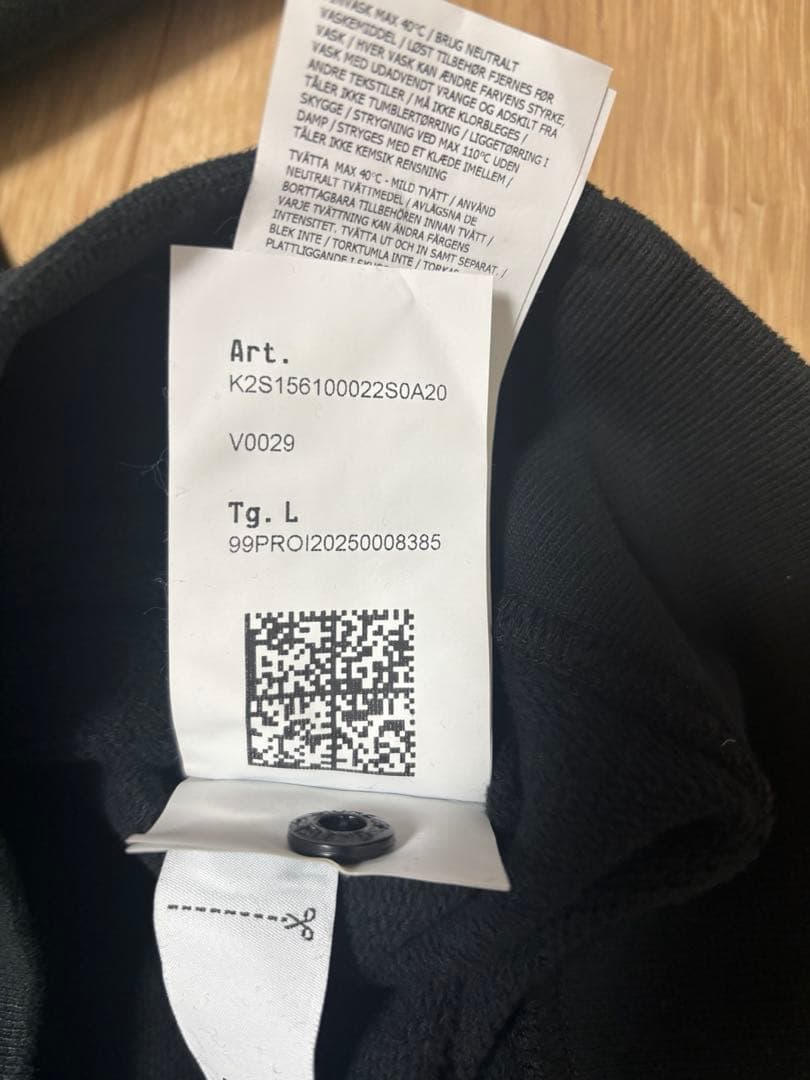 MAX 40°C / BRUG NEUTRALT
VASKEMIDDEL / LØST TILBEHØR FJERNES FØR
VASK / HVER VASK KAN ÆNDRE FARVENS STYRKE,
VASK MED UDADVENDT VRANGE OG ADSKILT FRA
ANDRE TEKSTILER / MÅ IKKE KLORBLEGES /
TÅLER IKKE TUMBLERTØRRING / LIGGETØRRING I
SKYGGE / STRYGNING VED MAX 110°C UDEN
DAMP / STRYGES MED ET KLÆDE IMELLEM /
TÅLER IKKE KEMSIK RENSNING
TVÄTTA MAX 40°C - MILD TVÄTT / ANVÄND
NEUTRALT TVÄTTMEDEL / AVLÄGSNA DE
BORTTAGBARA TILLBEHÖREN INNAN TVÄTT /
VARJE TVÄTTNING KAN ÄNDRA FÄRGENS
INTENSITET. TVÄTTA UT OCH IN SAMT SEPARAT. /
BLEK INTE / TORKTUMLA INTE /
PLATTLIGGANDE I
Art.
K2S156100022S0A20
V0029
Tg. L
99PROI20250008385